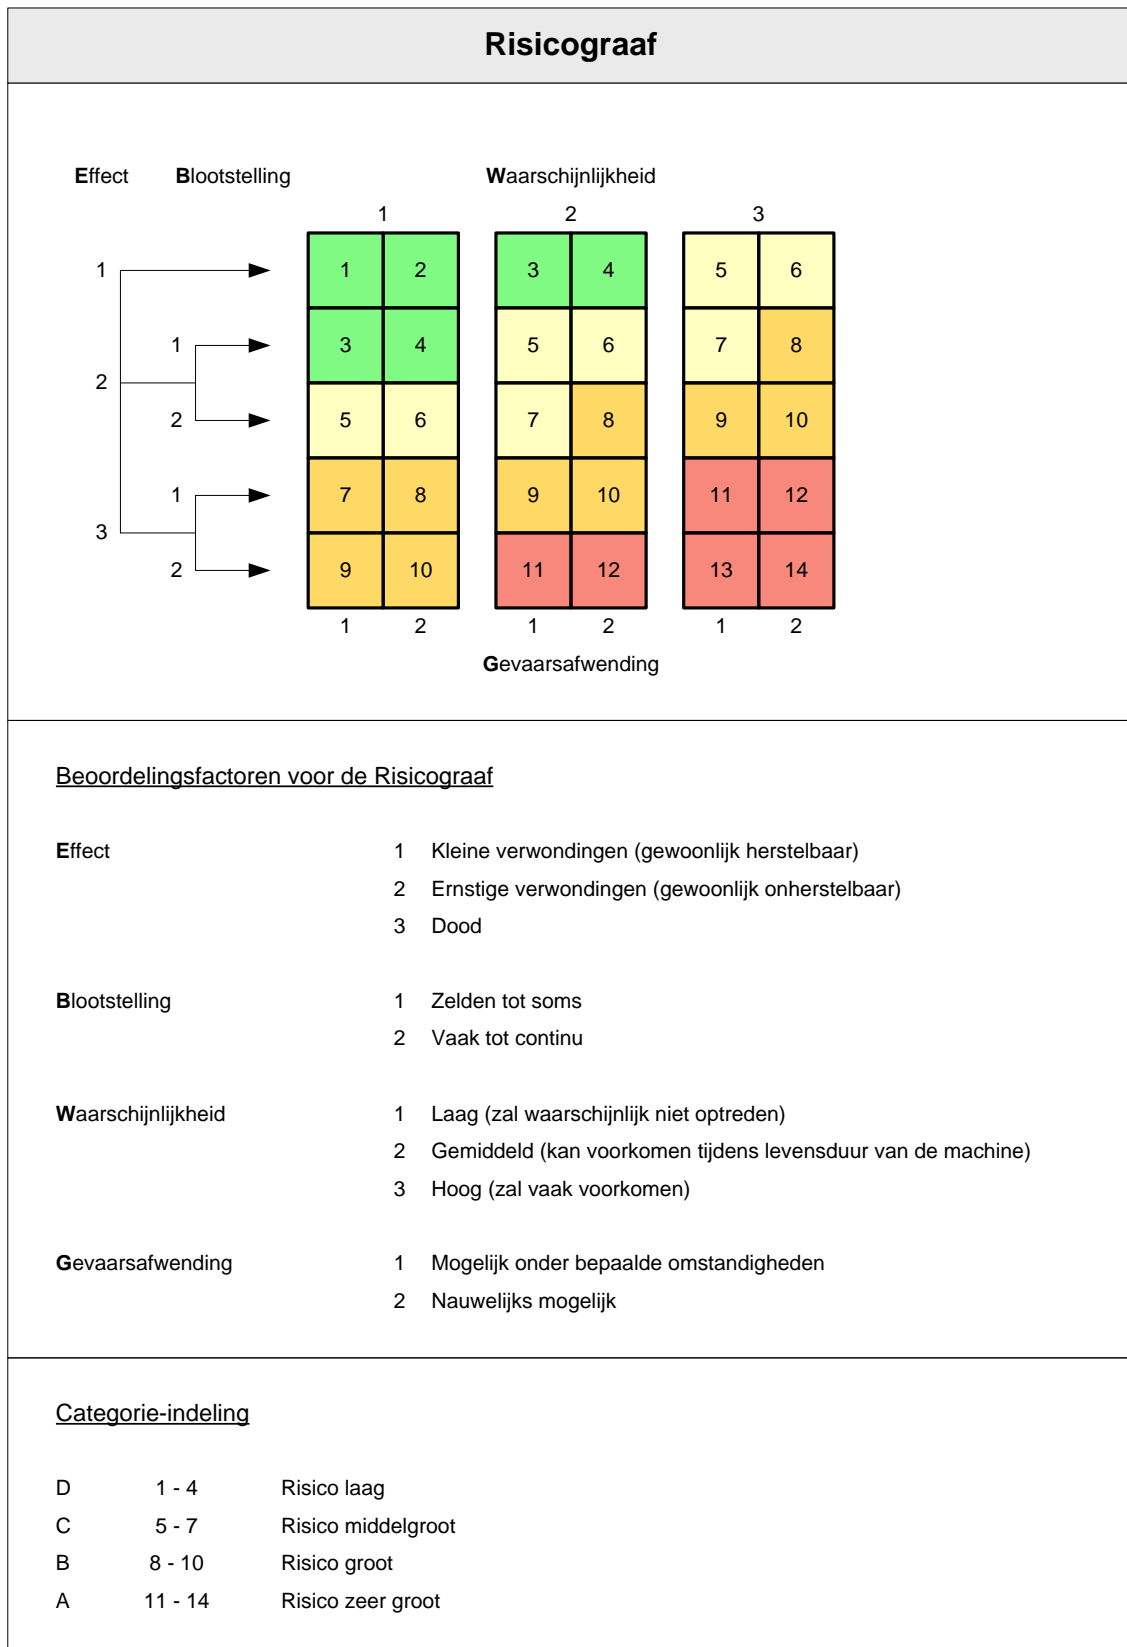 Risicograaf
Effect Blootstelling Waarschijnlijkheid
1 2 3
1 1 2 3 4 5 6
1 3 4 5 6 7 8
2
2 5 6 7 8 9 10
1 7 8 9 10 11 12
3
2 9 10 11 12 13 14
1 2 1 2 1 2
Gevaarsafwending
Beoordelingsfactoren voor de Risicograaf
Effect 1 Kleine verwondingen (gewoonlijk herstelbaar)
2 Ernstige verwondingen (gewoonlijk onherstelbaar)
3 Dood
Blootstelling 1 Zelden tot soms
2 Vaak tot continu
Waarschijnlijkheid 1 Laag (zal waarschijnlijk niet optreden)
2 Gemiddeld (kan voorkomen tijdens levensduur van de machine)
3 Hoog (zal vaak voorkomen)
Gevaarsafwending 1 Mogelijk onder bepaalde omstandigheden
2 Nauwelijks mogelijk
Categorie-indeling
D 1 - 4 Risico laag
C 5 - 7 Risico middelgroot
B 8 - 10 Risico groot
A 11 - 14 Risico zeer groot